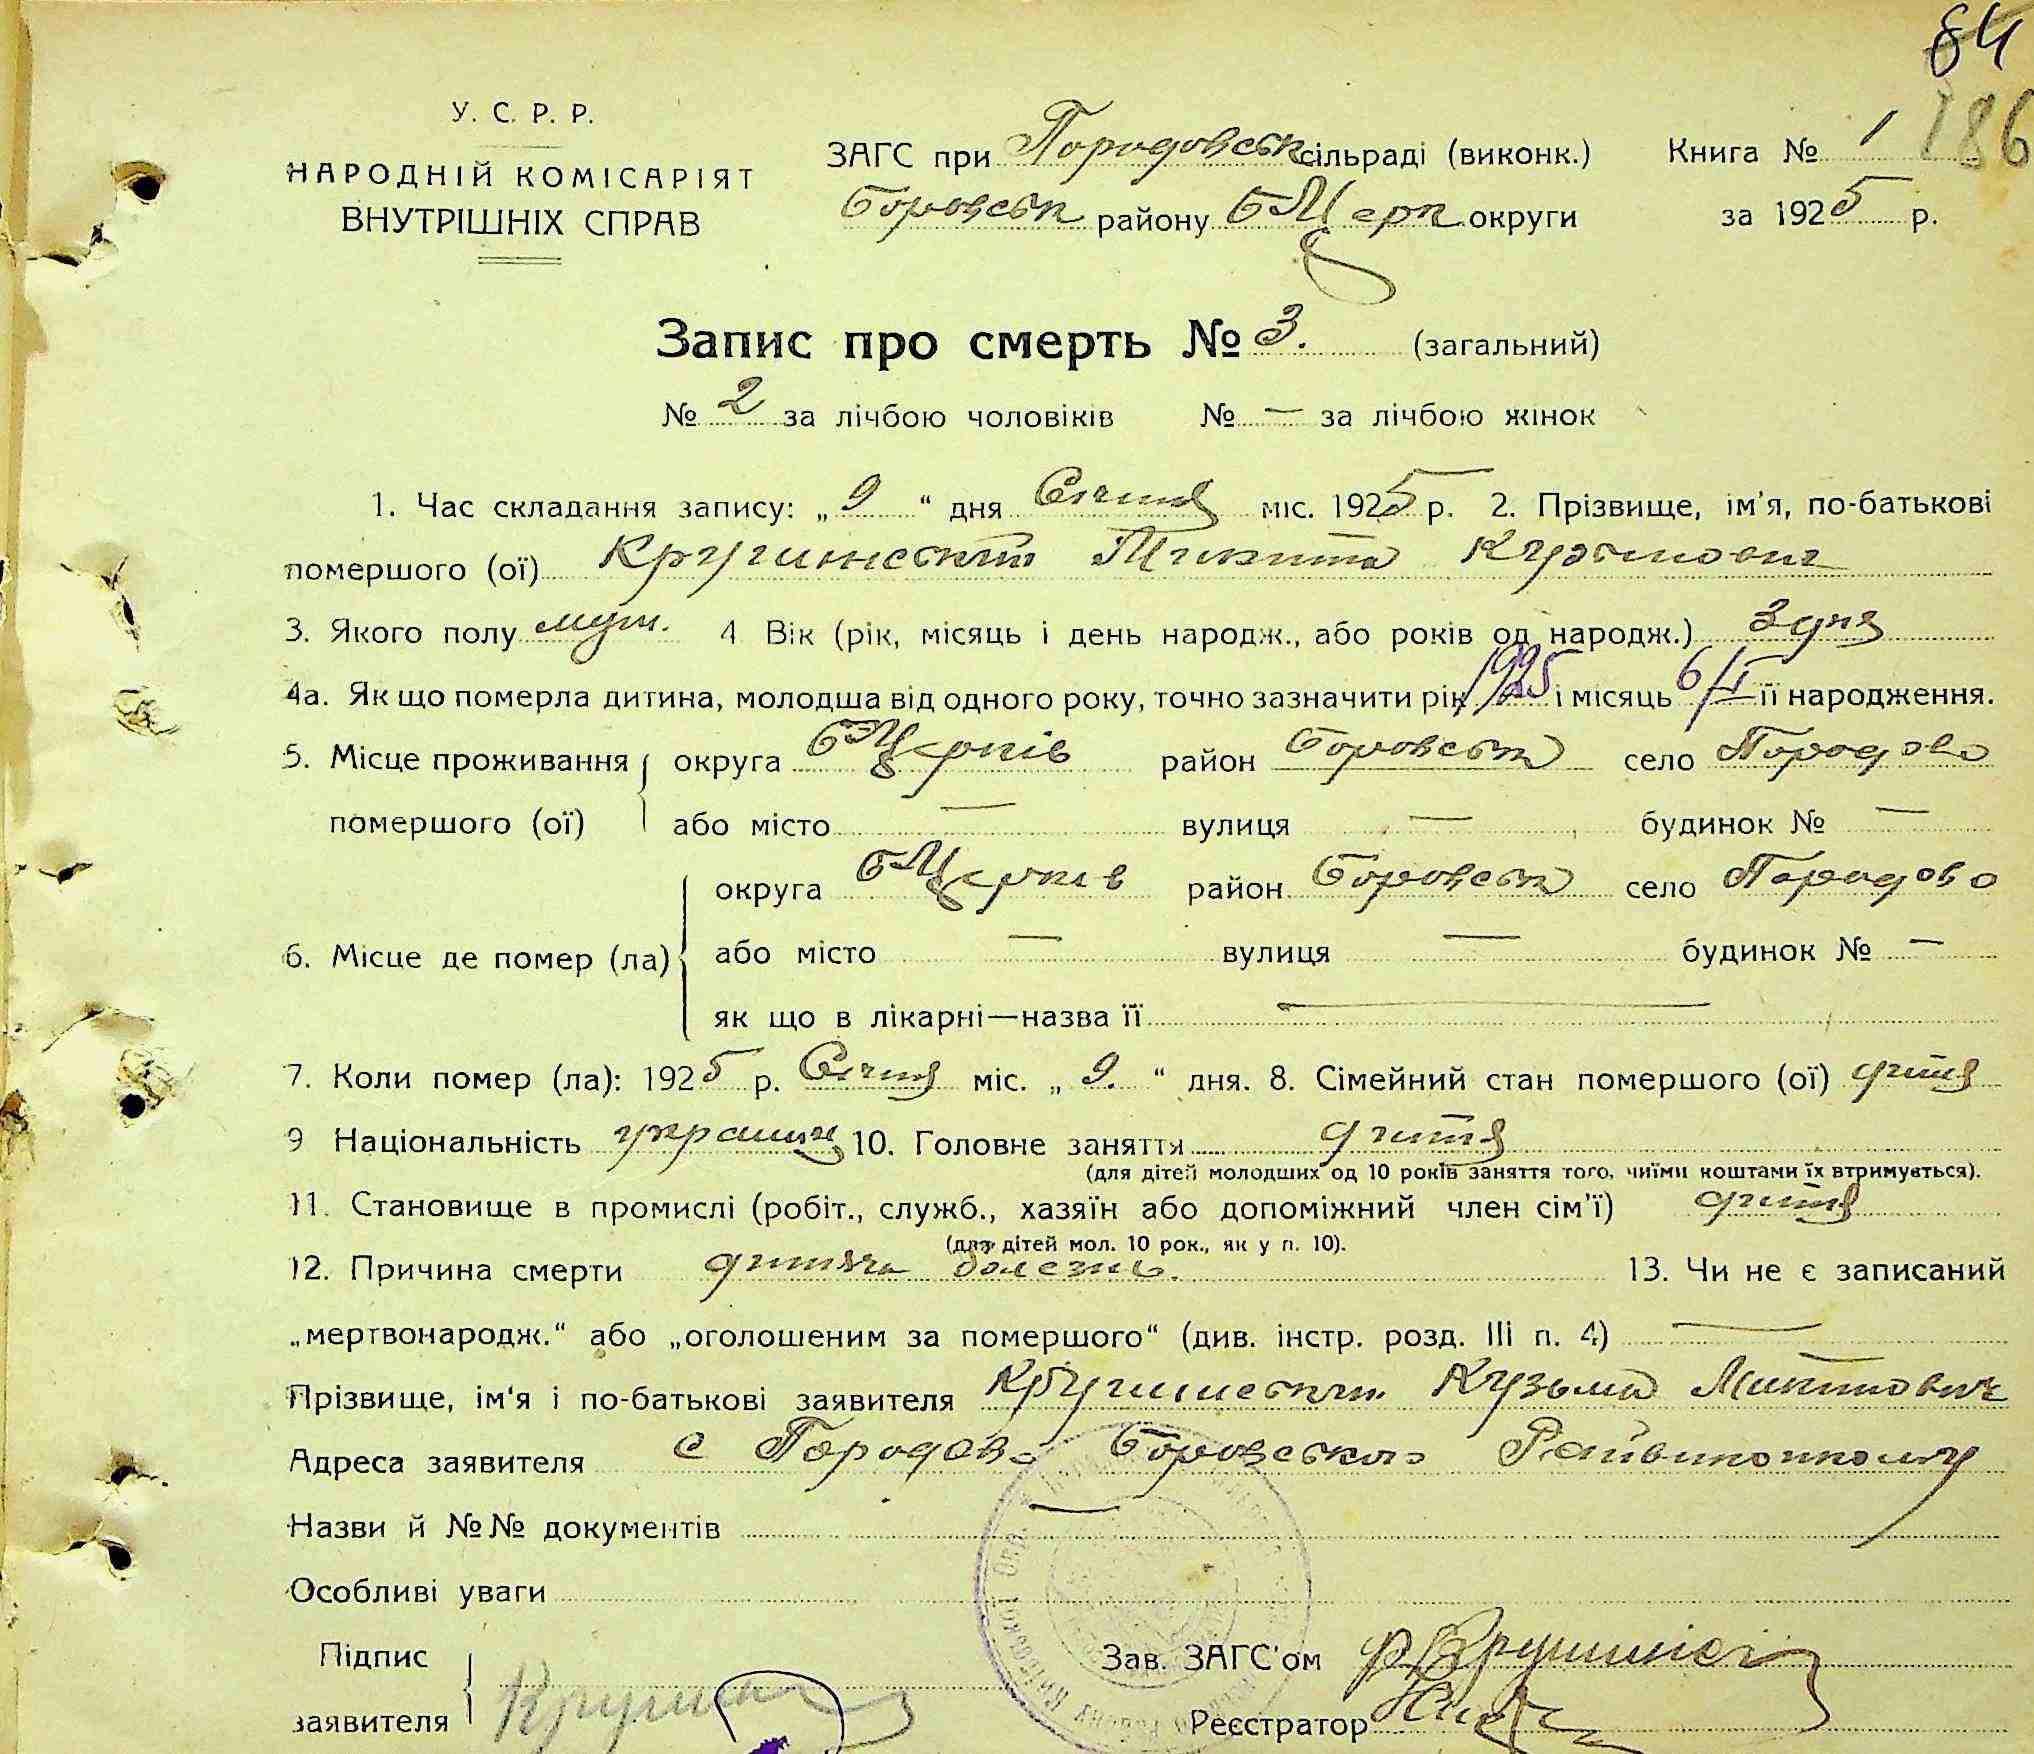 84
186
У. С. Р. Р.
НАРОДНІЙ КОМІСАРІЯТ
ВНУТРІШНІХ СПРАВ
ЗАГС при Городовськ сільраді (виконк.) Книга № 1
Боровськ району БЦерк округи за 1925 р.
Запис про смерть № 3. (загальний)
№ 2 за лічбою чоловіків № — за лічбою жінок
1. Час складання запису: „ 9 “ дня Січня міс. 1925 р. 2. Прізвище, ім'я, по-батькові
помершого (ої) Микита Кузьмович
3. Якого полу муж. 4 Вік (рік, місяць і день народж., або років од народж.) 3 дня
4а. Як що померла дитина, молодша від одного року, точно зазначити рік 1925 і місяць 6/I її народження.
5. Місце проживання округа БЦерків район Боровськ село Городово
помершого (ої) або місто — вулиця — будинок № —
округа БЦерків район Боровськ село Городово
6. Місце де помер (ла) або місто — вулиця — будинок № —
як що в лікарні—назва її —
7. Коли помер (ла): 1925 р. Січня міс. „ 9. “ дня. 8. Сімейний стан помершого (ої) дитя
9 Національність 10. Головне заняття дитя
(для дітей молодших од 10 років заняття того, чиїми коштами їх втримується).
11. Становище в промислі (робіт., служб., хазяїн або допоміжний член сім'ї) дитя
(для дітей мол. 10 рок., як у п. 10).
12. Причина смерти дитяча болезнь. 13. Чи не є записаний
„мертвонародж.“ або „оголошеним за помершого“ (див. інстр. розд. III п. 4) —
Прізвище, ім'я і по-батькові заявителя Кузьма Микитович
Адреса заявителя с Городово Боровського Райвиконкому
Назви й №№ документів —
Особливі уваги
Підпис
заявителя
Зав. ЗАГС'ом
Реєстратор